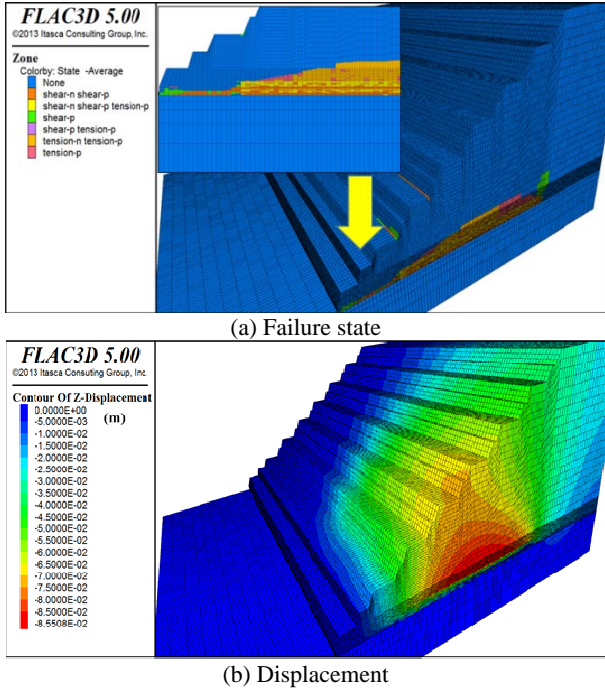 FLAC3D 5.00
©2013 Itasca Consulting Group, Inc.
Zone
Colorby: State -Average
None
shear-n shear-p
shear-n shear-p tension-p
shear-p
shear-p tension-p
tension-n tension-p
tension-p
(a) Failure state
FLAC3D 5.00
©2013 Itasca Consulting Group, Inc.
Contour Of Z-Displacement
(m)
0.0000E+00
-5.0000E-03
-1.0000E-02
-1.5000E-02
-2.0000E-02
-2.5000E-02
-3.0000E-02
-3.5000E-02
-4.0000E-02
-4.5000E-02
-5.0000E-02
-5.5000E-02
-6.0000E-02
-6.5000E-02
-7.0000E-02
-7.5000E-02
-8.0000E-02
-8.5000E-02
-8.5508E-02
(b) Displacement